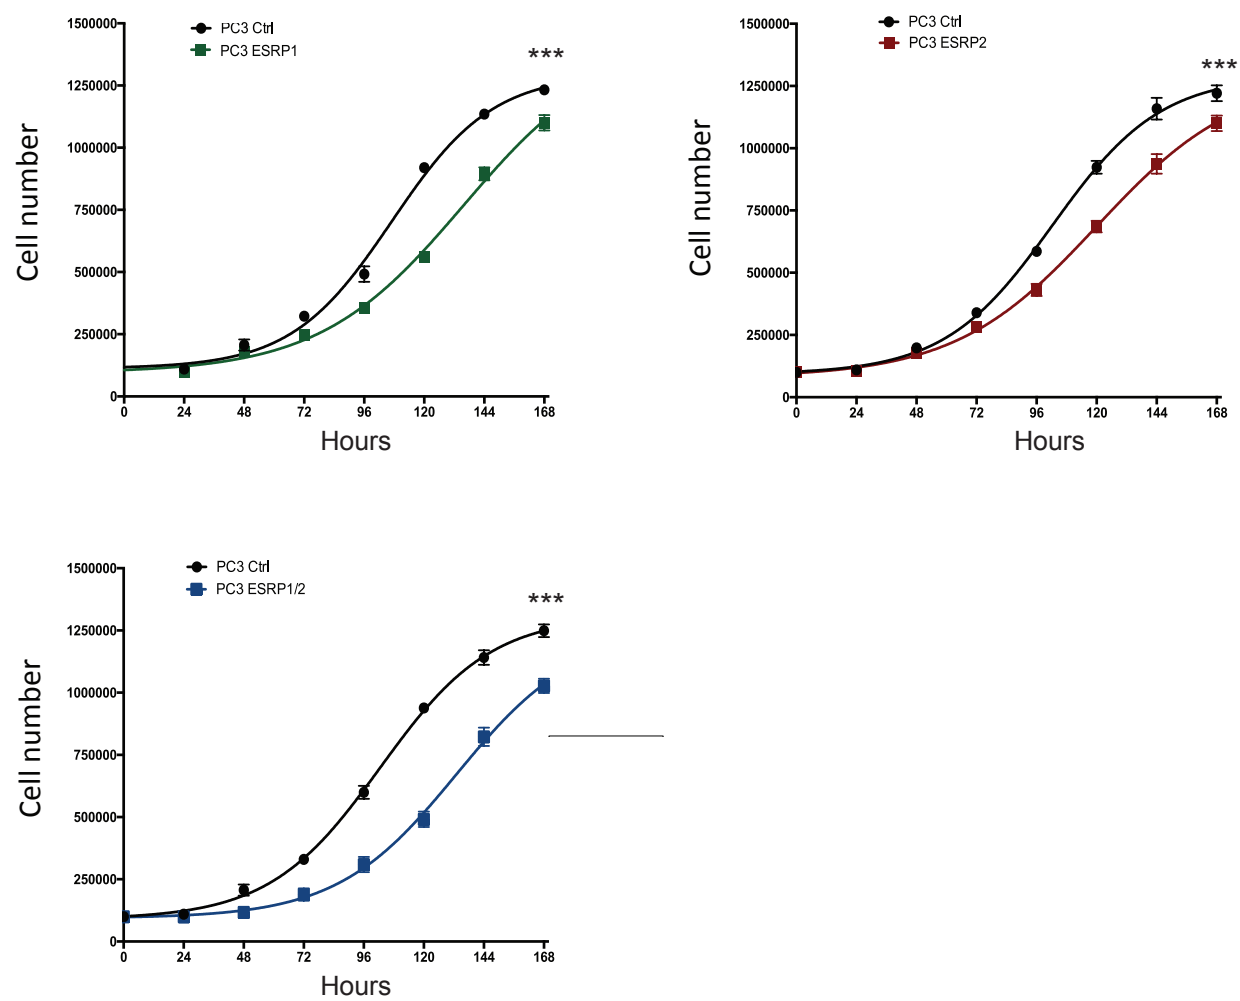 PC3 Ctrl
PC3 ESRP1
***
Cell number
1500000
1250000
1000000
750000
500000
250000
0
0 24 48 72 96 120 144 168
Hours
PC3 Ctrl
PC3 ESRP2
***
Cell number
1500000
1250000
1000000
750000
500000
250000
0
0 24 48 72 96 120 144 168
Hours
PC3 Ctrl
PC3 ESRP1/2
***
Cell number
1500000
1250000
1000000
750000
500000
250000
0
0 24 48 72 96 120 144 168
Hours